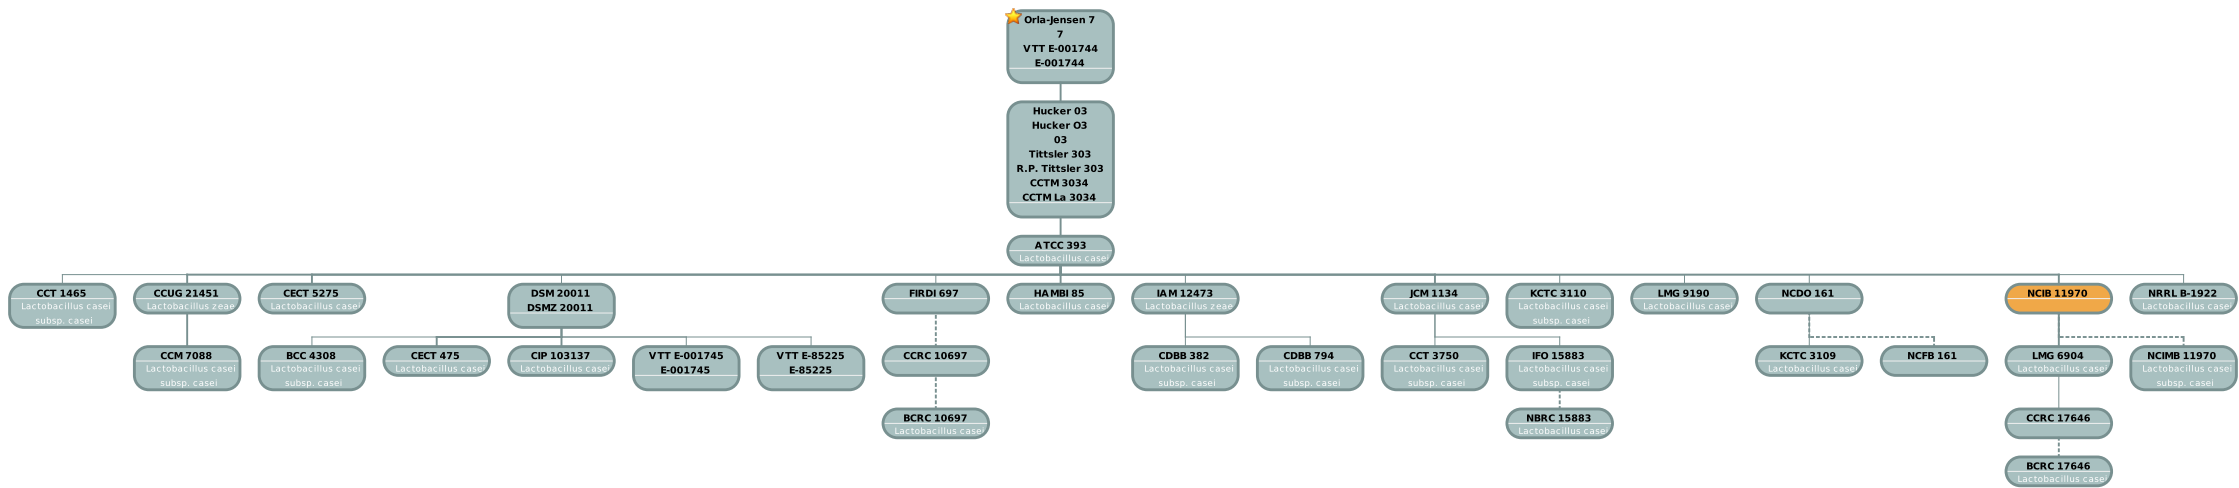 Orla-Jensen 7
7
VTT E-001744
E-001744
Hucker 03
Hucker O3
03
Tittsler 303
R.P. Tittsler 303
CCTM 3034
CCTM La 3034
ATCC 393
Lactobacillus casei
CCT 1465
Lactobacillus casei
subsp. casei
CCUG 21451
Lactobacillus zeae
CECT 5275
Lactobacillus casei
DSM 20011
DSMZ 20011
FIRDI 697
HAMBI 85
Lactobacillus casei
IAM 12473
Lactobacillus zeae
JCM 1134
Lactobacillus casei
KCTC 3110
Lactobacillus casei
subsp. casei
LMG 9190
Lactobacillus casei
NCDO 161
NCIB 11970
NRRL B-1922
Lactobacillus casei
CCM 7088
Lactobacillus casei
subsp. casei
BCC 4308
Lactobacillus casei
subsp. casei
CECT 475
Lactobacillus casei
CIP 103137
Lactobacillus casei
VTT E-001745
E-001745
VTT E-85225
E-85225
CCRC 10697
CDBB 382
Lactobacillus casei
subsp. casei
CDBB 794
Lactobacillus casei
subsp. casei
CCT 3750
Lactobacillus casei
subsp. casei
IFO 15883
Lactobacillus casei
subsp. casei
KCTC 3109
Lactobacillus casei
NCFB 161
LMG 6904
Lactobacillus casei
NCIMB 11970
Lactobacillus casei
subsp. casei
BCRC 10697
Lactobacillus casei
NBRC 15883
Lactobacillus casei
CCRC 17646
BCRC 17646
Lactobacillus casei